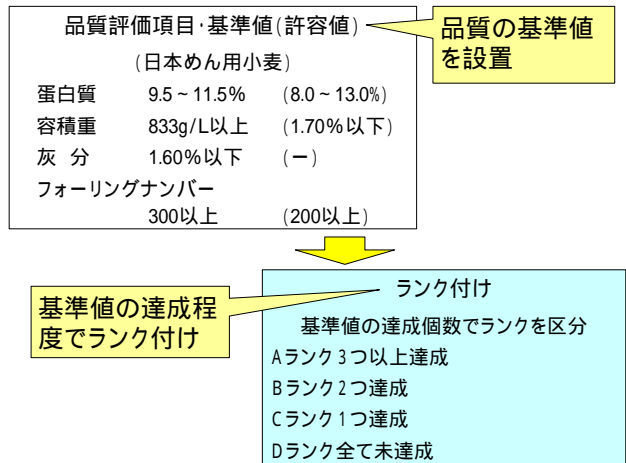 品質評価項目・基準値(許容値)
(日本めん用小麦)
蛋白質 9.5～11.5% (8.0～13.0%)
容積重 833g/L以上 (1.70%以下)
灰 分 1.60%以下 (－)
フォーリングナンバー
300以上 (200以上)
品質の基準値
を設置
基準値の達成程
度でランク付け
ランク付け
基準値の達成個数でランクを区分
Aランク3つ以上達成
Bランク2つ達成
Cランク1つ達成
Dランク全て未達成